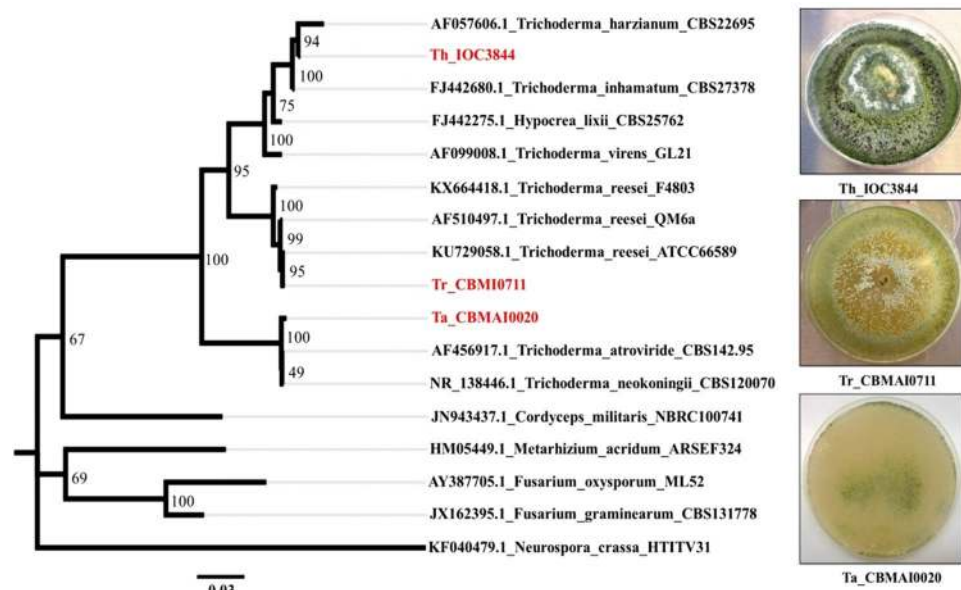 AF057606.1_Trichoderma_harzianum_CBS22695
94
Th_IOC3844
100
FJ442680.1_Trichoderma_inhamatum_CBS27378
75
FJ442275.1_Hypocrea_lixii_CBS25762
100
AF099008.1_Trichoderma_virens_GL21
95
KX664418.1_Trichoderma_reesei_F4803
100
AF510497.1_Trichoderma_reesei_QM6a
99
KU729058.1_Trichoderma_reesei_ATCC66589
100
95
Tr_CBMI0711
Ta_CBMAI0020
67
100
AF456917.1_Trichoderma_atroviride_CBS142.95
49
NR_138446.1_Trichoderma_neokoningii_CBS120070
JN943437.1_Cordyceps_militaris_NBRC100741
HM05449.1_Metarhizium_acridum_ARSEF324
69
AY387705.1_Fusarium_oxysporum_ML52
100
JX162395.1_Fusarium_graminearum_CBS131778
KF040479.1_Neurospora_crassa_HTITV31
0.03
Th_IOC3844
Tr_CBMAI0711
Ta_CBMAI0020